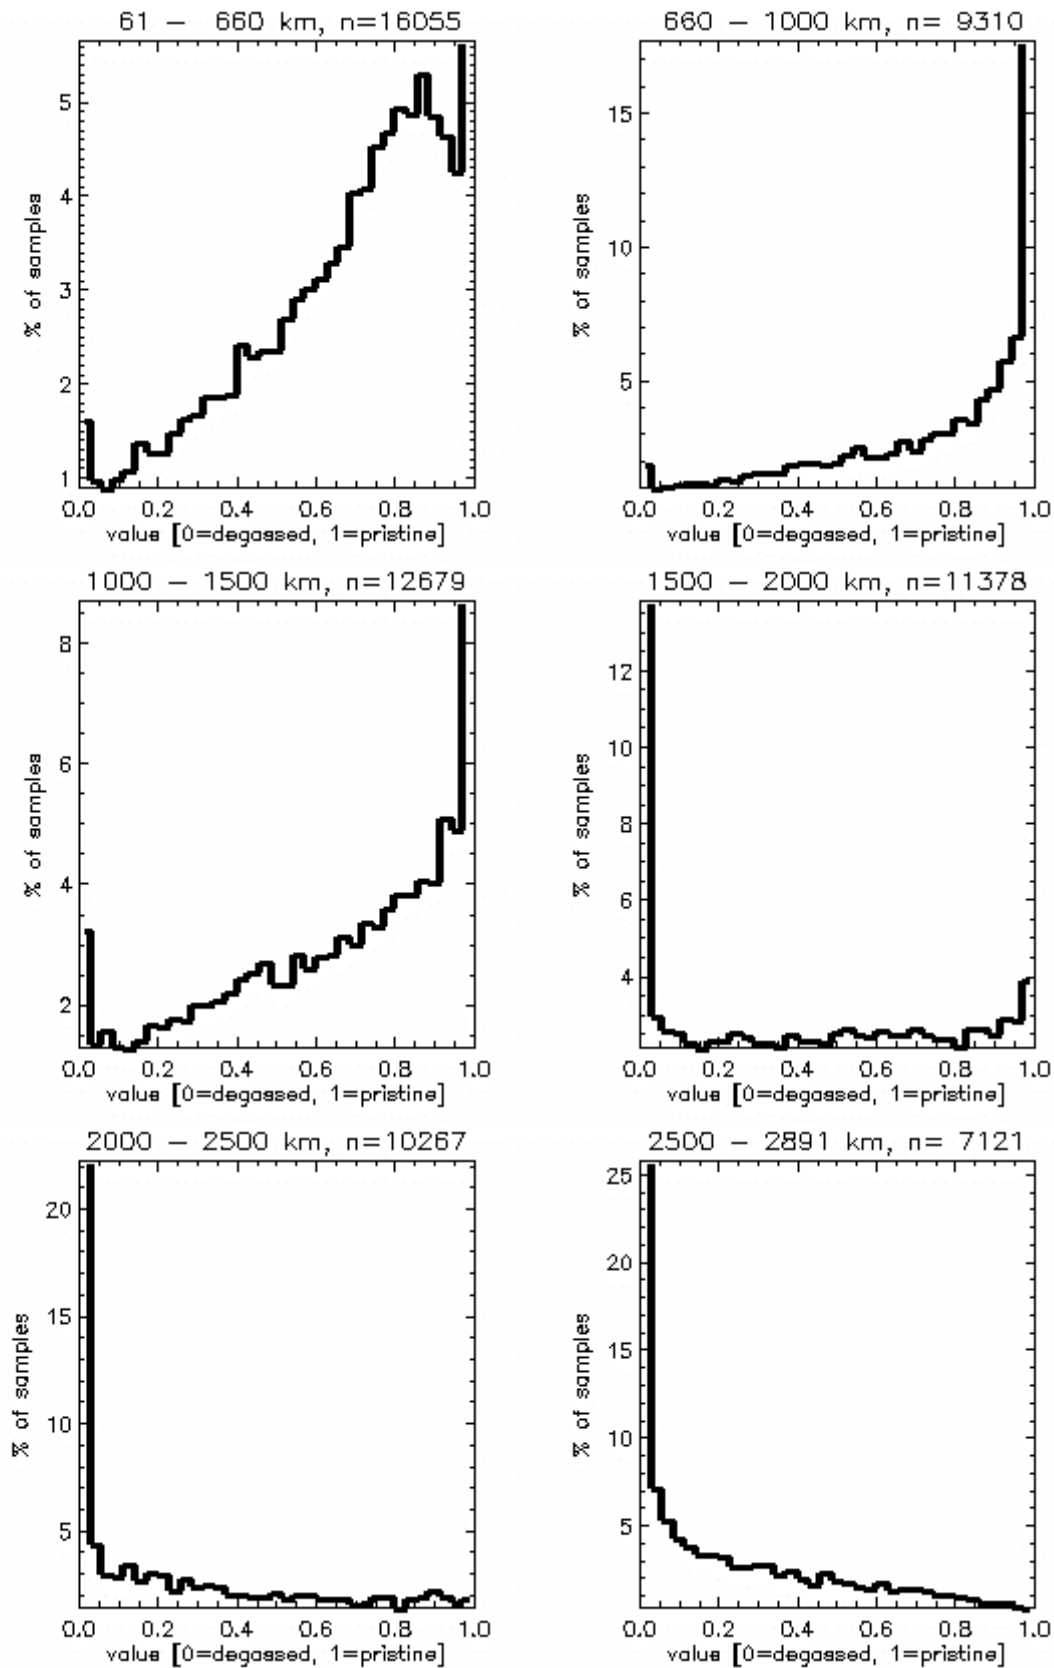 61 – 660 km, n=16055
5
4
3
2
1
% of samples
0.0 0.2 0.4 0.6 0.8 1.0
value [0=degassed, 1=pristine]
660 – 1000 km, n= 9310
15
10
5
% of samples
0.0 0.2 0.4 0.6 0.8 1.0
value [0=degassed, 1=pristine]
1000 – 1500 km, n=12679
8
6
4
2
% of samples
0.0 0.2 0.4 0.6 0.8 1.0
value [0=degassed, 1=pristine]
1500 – 2000 km, n=11378
12
10
8
6
4
% of samples
0.0 0.2 0.4 0.6 0.8 1.0
value [0=degassed, 1=pristine]
2000 – 2500 km, n=10267
20
15
10
5
% of samples
0.0 0.2 0.4 0.6 0.8 1.0
value [0=degassed, 1=pristine]
2500 – 2891 km, n= 7121
25
20
15
10
5
% of samples
0.0 0.2 0.4 0.6 0.8 1.0
value [0=degassed, 1=pristine]